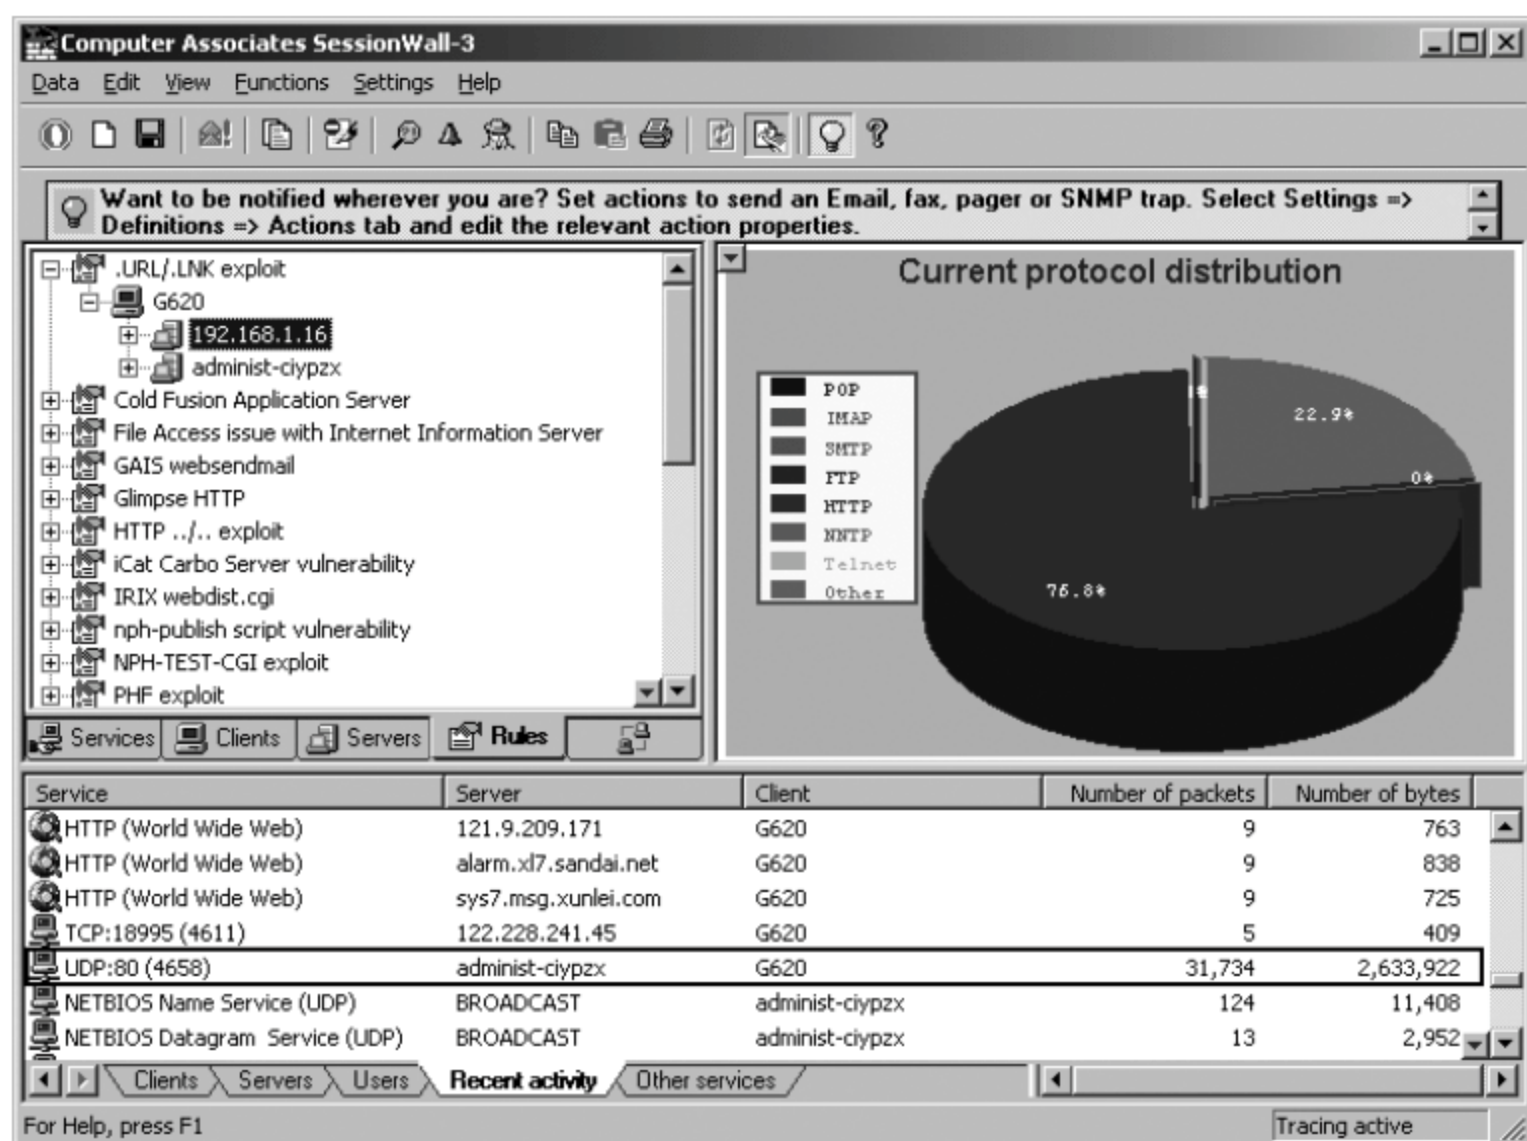 Computer Associates SessionWall-3
Data Edit View Functions Settings Help
Want to be notified wherever you are? Set actions to send an Email, fax, pager or SNMP trap. Select Settings =>
Definitions => Actions tab and edit the relevant action properties.
.URL/.LNK exploit
G620
192.168.1.16
administ-ciypzx
Cold Fusion Application Server
File Access issue with Internet Information Server
GAIS websendmail
Glimpse HTTP
HTTP ../.. exploit
iCat Carbo Server vulnerability
IRIX webdist.cgi
nph-publish script vulnerability
NPH-TEST-CGI exploit
PHF exploit
Services Clients Servers Rules
Current protocol distribution
POP
IMAP
SMTP
FTP
HTTP
NNTP
Telnet
Other
22.9%
0%
76.8%
Service Server Client Number of packets Number of bytes
HTTP (World Wide Web) 121.9.209.171 G620 9 763
HTTP (World Wide Web) alarm.xl7.sandai.net G620 9 838
HTTP (World Wide Web) sys7.msg.xunlei.com G620 9 725
TCP:18995 (4611) 122.228.241.45 G620 5 409
UDP:80 (4658) administ-ciypzx G620 31,734 2,633,922
NETBIOS Name Service (UDP) BROADCAST administ-ciypzx 124 11,408
NETBIOS Datagram Service (UDP) BROADCAST administ-ciypzx 13 2,952
Clients Servers Users Recent activity Other services
For Help, press F1 Tracing active